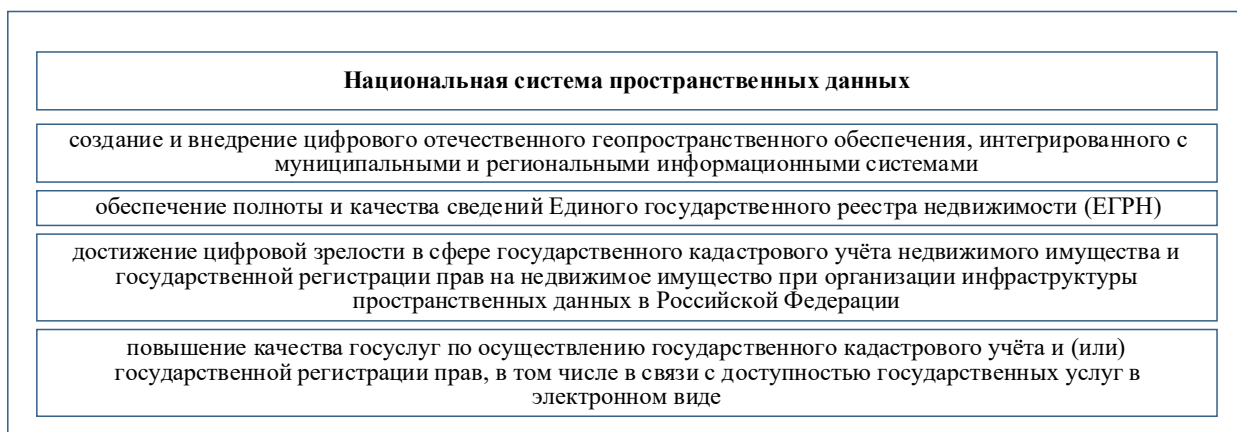 Национальная система пространственных данных
создание и внедрение цифрового отечественного геопространственного обеспечения, интегрированного с
муниципальными и региональными информационными системами
обеспечение полноты и качества сведений Единого государственного реестра недвижимости (ЕГРН)
достижение цифровой зрелости в сфере государственного кадастрового учёта недвижимого имущества и
государственной регистрации прав на недвижимое имущество при организации инфраструктуры
пространственных данных в Российской Федерации
повышение качества госуслуг по осуществлению государственного кадастрового учёта и (или)
государственной регистрации прав, в том числе в связи с доступностью государственных услуг в
электронном виде